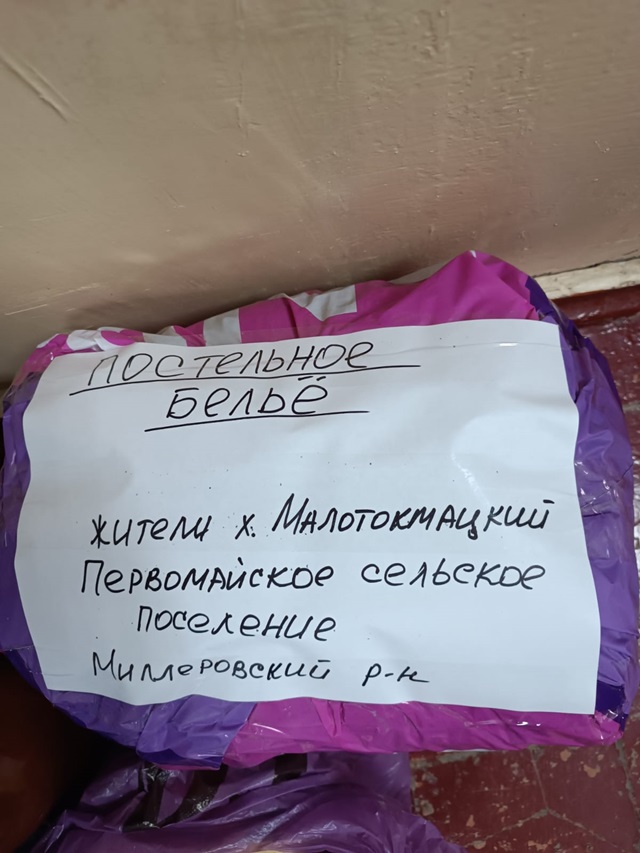 ПОСТЕЛЬНОЕ
БЕЛЬЁ
жители х. Малотокмацкий
Первомайское сельское
поселение
Миллеровский р-н